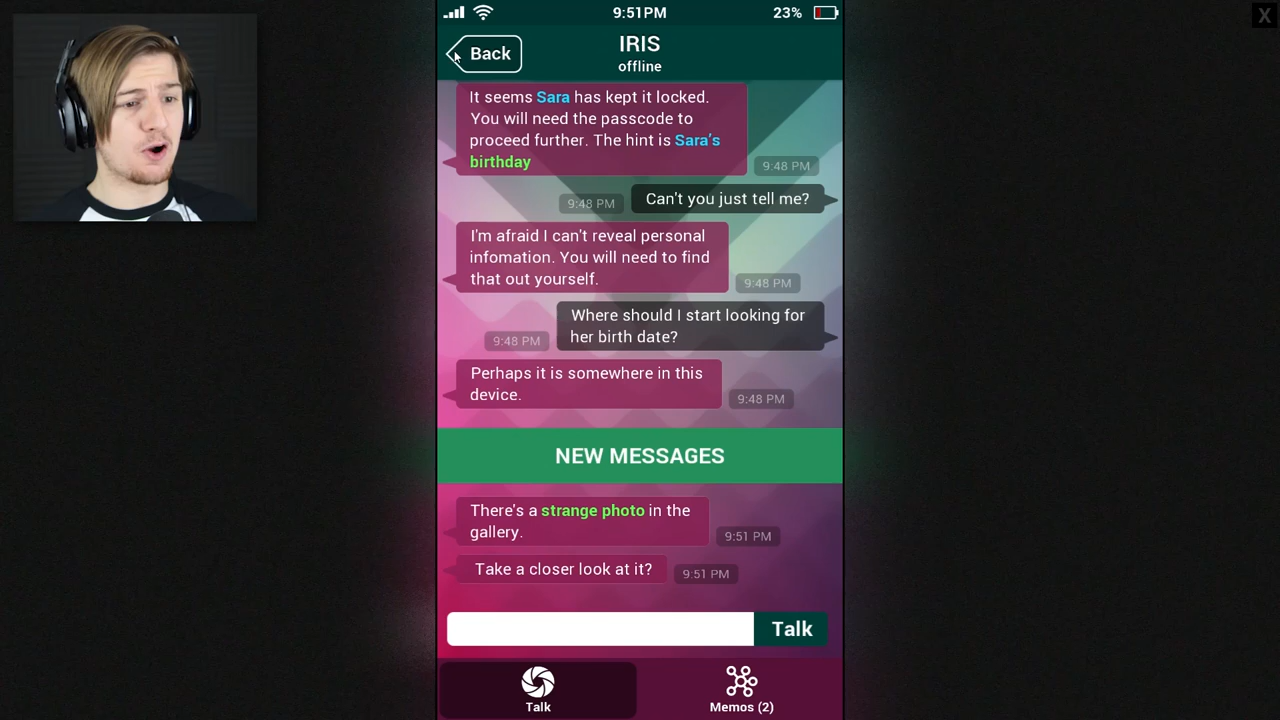 9:51PM
23%
X
Back
IRIS
offline
It seems Sara has kept it locked.
You will need the passcode to
proceed further. The hint is Sara's
birthday
9:48 PM
Can't you just tell me?
9:48 PM
I'm afraid I can't reveal personal
infomation. You will need to find
that out yourself.
9:48 PM
Where should I start looking for
her birth date?
9:48 PM
Perhaps it is somewhere in this
device.
9:48 PM
NEW MESSAGES
There's a strange photo in the
gallery.
9:51 PM
Take a closer look at it?
9:51 PM
Talk
Talk
Memos (2)